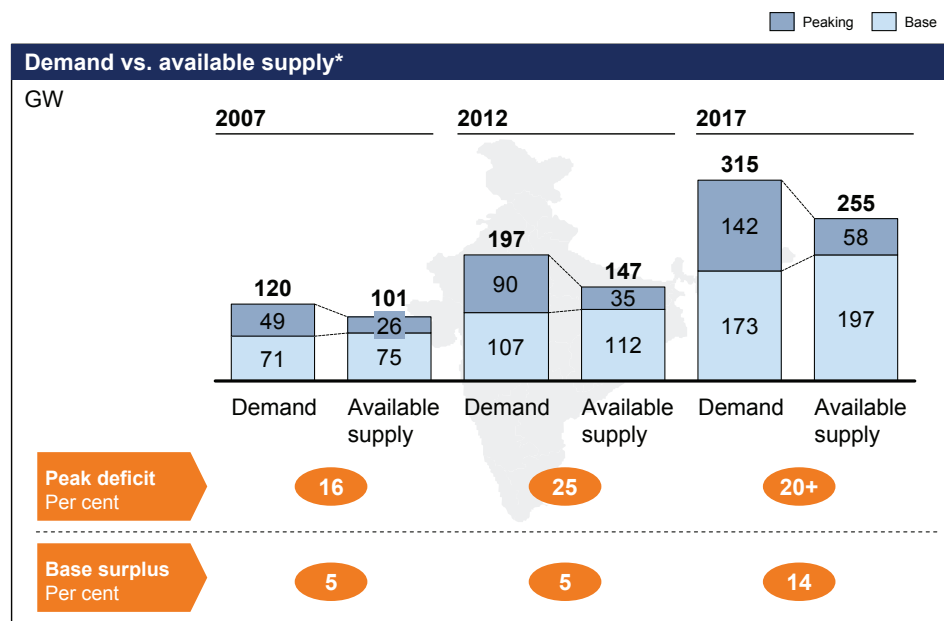 Peaking Base
Demand vs. available supply*
GW
2007 2012 2017
315
255
142
58
197
147
90
35
173
197
120
101
49
26
107
112
71
75
Demand Available supply Demand Available supply Demand Available supply
Peak deficit
Per cent
16 25 20+
Base surplus
Per cent
5 5 14